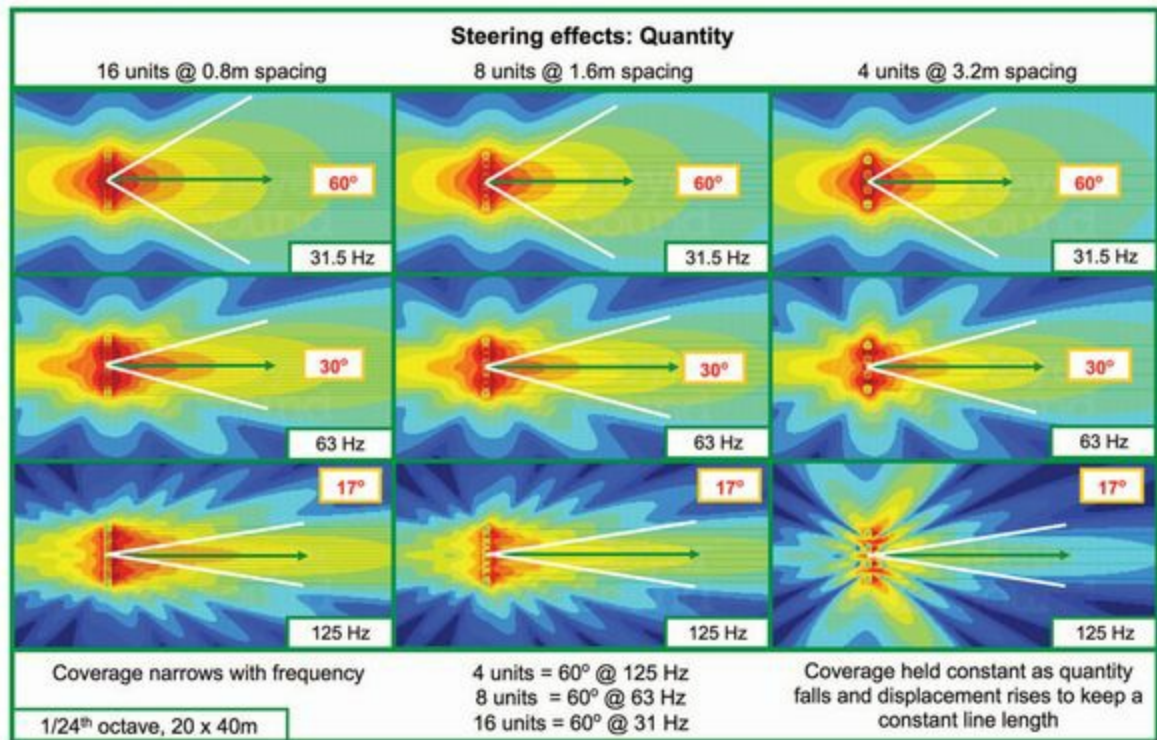 Steering effects: Quantity
16 units @ 0.8m spacing
8 units @ 1.6m spacing
4 units @ 3.2m spacing
60°
31.5 Hz
60°
31.5 Hz
60°
31.5 Hz
30°
63 Hz
30°
63 Hz
30°
63 Hz
17°
125 Hz
17°
125 Hz
17°
125 Hz
Coverage narrows with frequency
1/24th octave, 20 x 40m
4 units = 60° @ 125 Hz
8 units = 60° @ 63 Hz
16 units = 60° @ 31 Hz
Coverage held constant as quantity
falls and displacement rises to keep a
constant line length